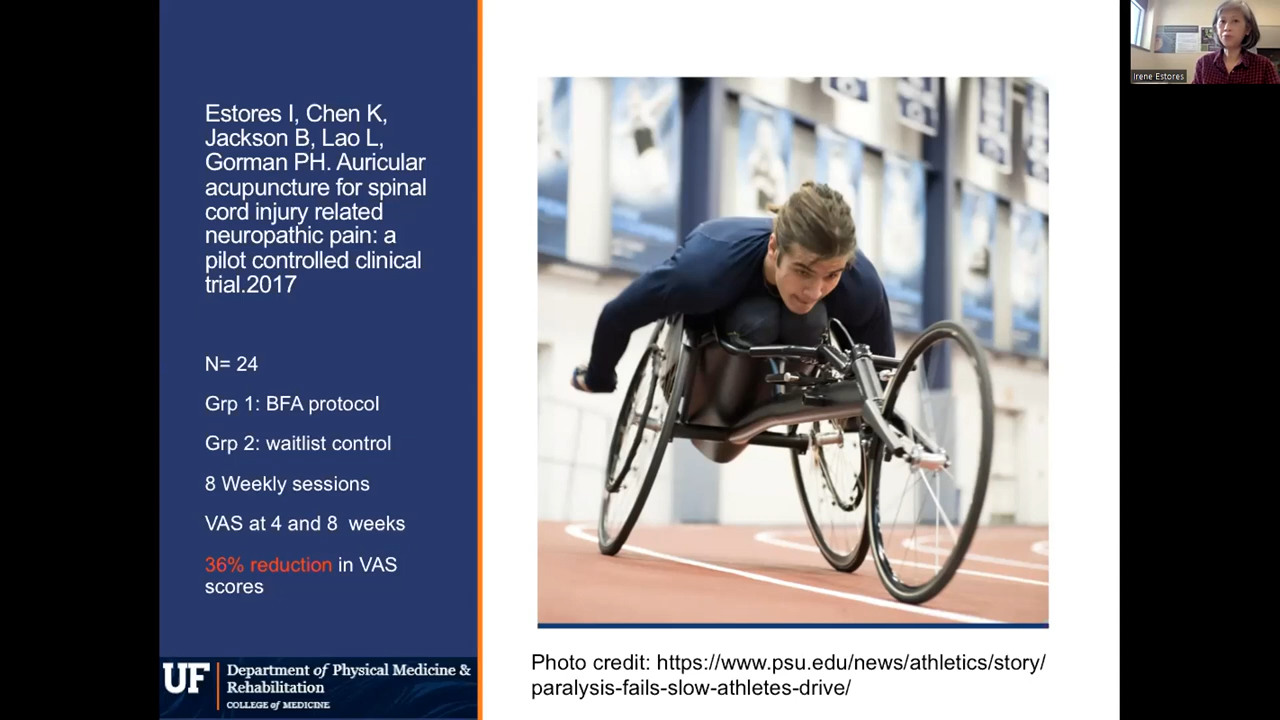 Estores I, Chen K,
Jackson B, Lao L,
Gorman PH. Auricular
acupuncture for spinal
cord injury related
neuropathic pain: a
pilot controlled clinical
trial.2017
N= 24
Grp 1: BFA protocol
Grp 2: waitlist control
8 Weekly sessions
VAS at 4 and 8 weeks
36% reduction in VAS
scores
UF
Department of Physical Medicine &
Rehabilitation
COLLEGE of MEDICINE
Photo credit: https://www.psu.edu/news/athletics/story/
paralysis-fails-slow-athletes-drive/
Irene Estores